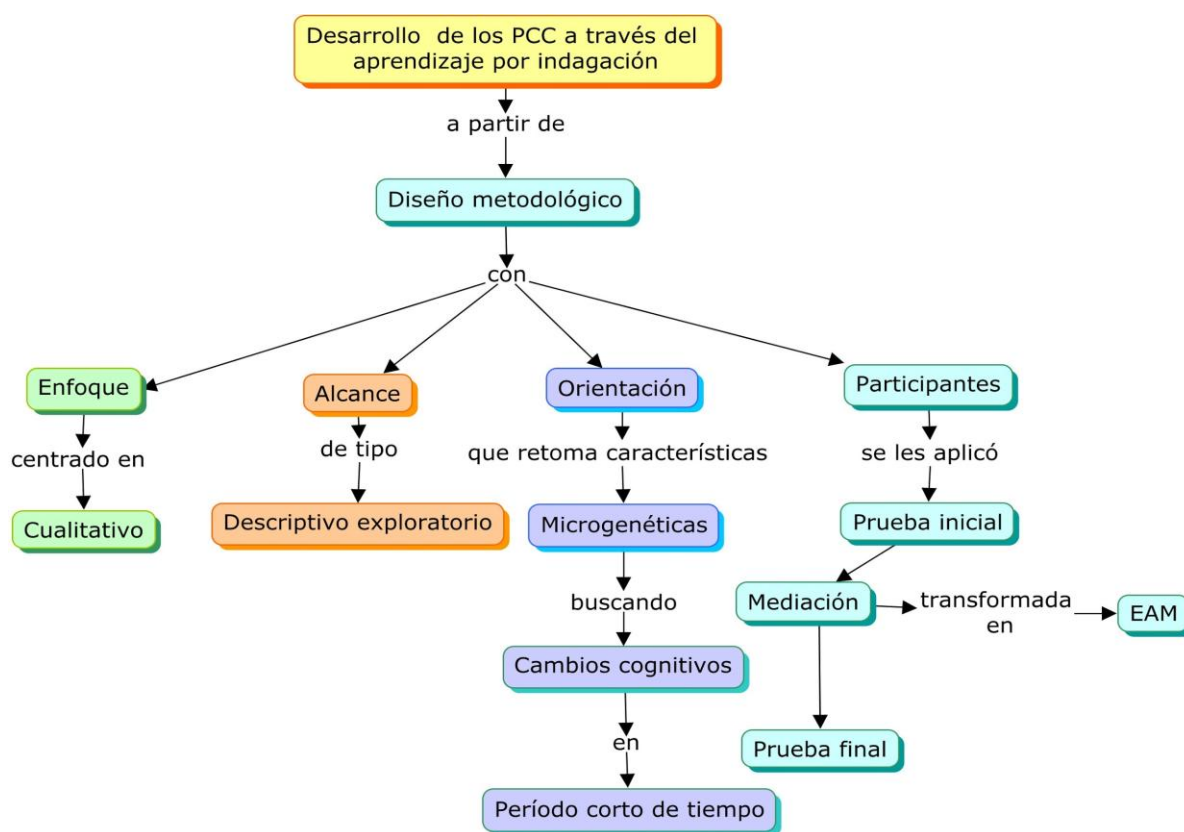 Desarrollo de los PCC a través del
aprendizaje por indagación
a partir de
Diseño metodológico
con
Enfoque
centrado en
Cualitativo
Alcance
de tipo
Descriptivo exploratorio
Orientación
que retoma características
Microgenéticas
buscando
Cambios cognitivos
en
Período corto de tiempo
Participantes
se les aplicó
Prueba inicial
Mediación
transformada
en
EAM
Prueba final